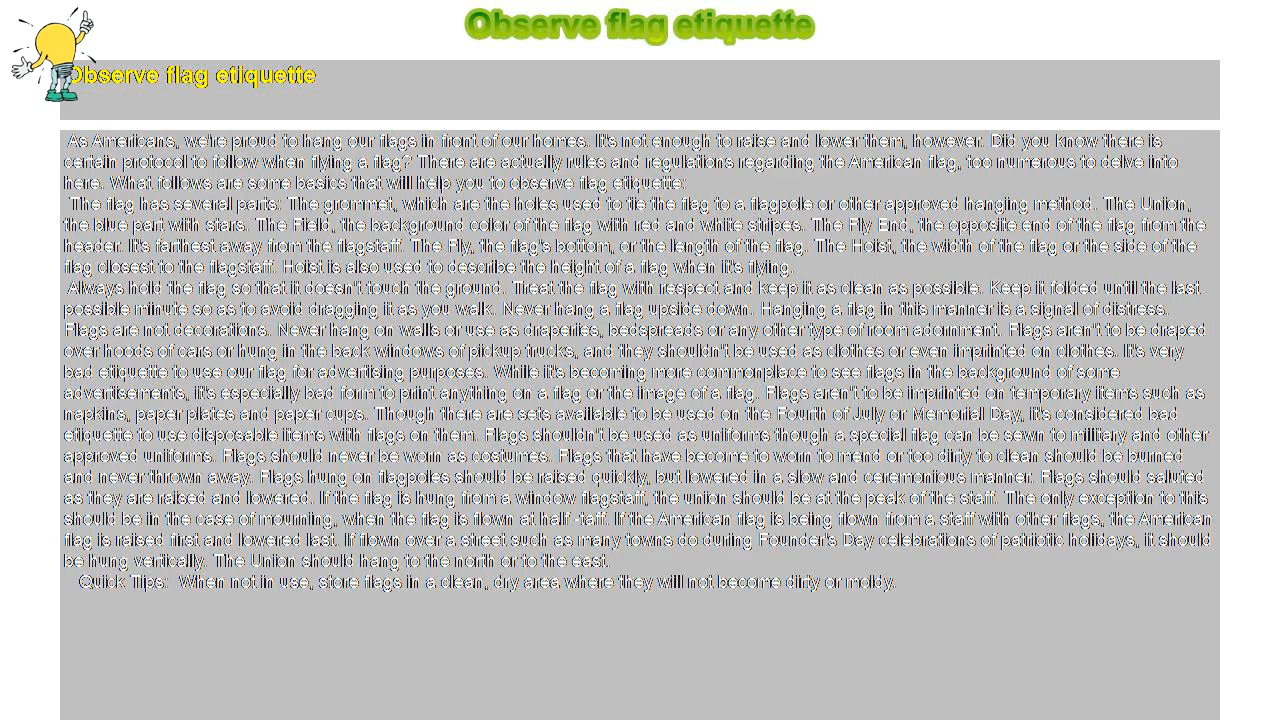 Observe flag etiquette
Observe flag etiquette
As Americans, we're proud to hang our flags in front of our homes. It's not enough to raise and lower them, however. Did you know there is
certain protocol to follow when flying a flag? There are actually rules and regulations regarding the American flag, too numerous to delve into
here. What follows are some basics that will help you to observe flag etiquette:
The flag has several parts: The grommet, which are the holes used to tie the flag to a flagpole or other approved hanging method. The Union,
the blue part with stars. The Field, the background color of the flag with red and white stripes. The Fly End, the opposite end of the flag from the
header. It's farthest away from the flagstaff. The Fly, the flag's bottom, or the length of the flag. The Hoist, the width of the flag or the side of the
flag closest to the flagstaff. Hoist is also used to describe the height of a flag when it's flying.
Always hold the flag so that it doesn't touch the ground. Treat the flag with respect and keep it as clean as possible. Keep it folded until the last
possible minute so as to avoid dragging it as you walk. Never hang a flag upside down. Hanging a flag in this manner is a signal of distress.
Flags are not decorations. Never hang on walls or use as draperies, bedspreads or any other type of room adornment. Flags aren't to be draped
over hoods of cars or hung in the back windows of pickup trucks, and they shouldn't be used as clothes or even imprinted on clothes. It's very
bad etiquette to use our flag for advertising purposes. While it's becoming more commonplace to see flags in the background of some
advertisements, it's especially bad form to print anything on a flag or the image of a flag. Flags aren't to be imprinted on temporary items such as
napkins, paper plates and paper cups. Though there are sets available to be used on the Fourth of July or Memorial Day, it's considered bad
etiquette to use disposable items with flags on them. Flags shouldn't be used as uniforms though a special flag can be sewn to military and other
approved uniforms. Flags should never be worn as costumes. Flags that have become to worn to mend or too dirty to clean should be burned
and never thrown away. Flags hung on flagpoles should be raised quickly, but lowered in a slow and ceremonious manner. Flags should saluted
as they are raised and lowered. If the flag is hung from a window flagstaff, the union should be at the peak of the staff. The only exception to this
should be in the case of mourning, when the flag is flown at half -taff. If the American flag is being flown from a staff with other flags, the American
flag is raised first and lowered last. If flown over a street such as many towns do during Founder's Day celebrations of patriotic holidays, it should
be hung vertically. The Union should hang to the north or to the east.
Quick Tips: When not in use, store flags in a clean, dry area where they will not become dirty or moldy.